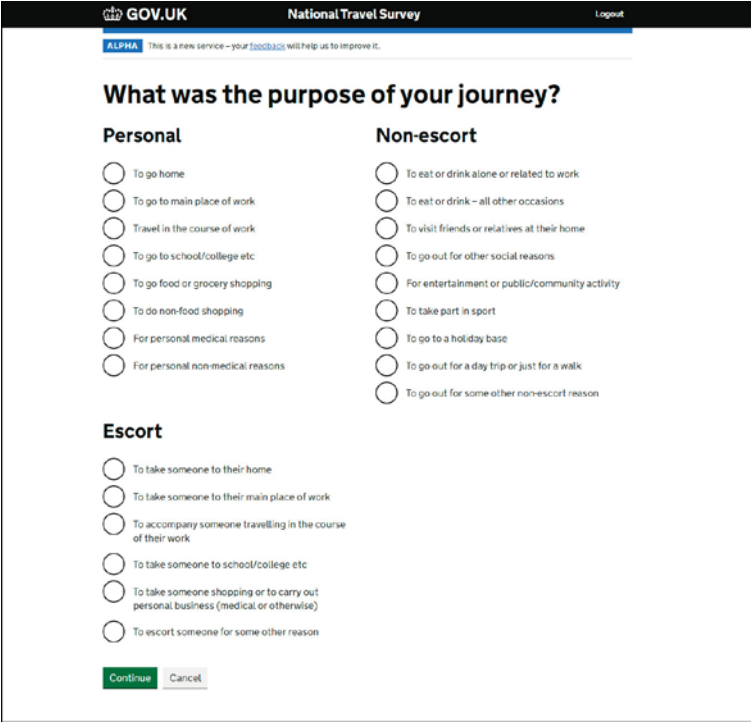 GOV.UK
National Travel Survey
Logout
ALPHA This is a new service – your feedback will help us to improve it.
What was the purpose of your journey?
Personal
To go home
To go to main place of work
Travel in the course of work
To go to school/college etc
To go food or grocery shopping
To do non-food shopping
For personal medical reasons
For personal non-medical reasons
Non-escort
To eat or drink alone or related to work
To eat or drink – all other occasions
To visit friends or relatives at their home
To go out for other social reasons
For entertainment or public/community activity
To take part in sport
To go to a holiday base
To go out for a day trip or just for a walk
To go out for some other non-escort reason
Escort
To take someone to their home
To take someone to their main place of work
To accompany someone travelling in the course
of their work
To take someone to school/college etc
To take someone shopping or to carry out
personal business (medical or otherwise)
To escort someone for some other reason
Continue
Cancel